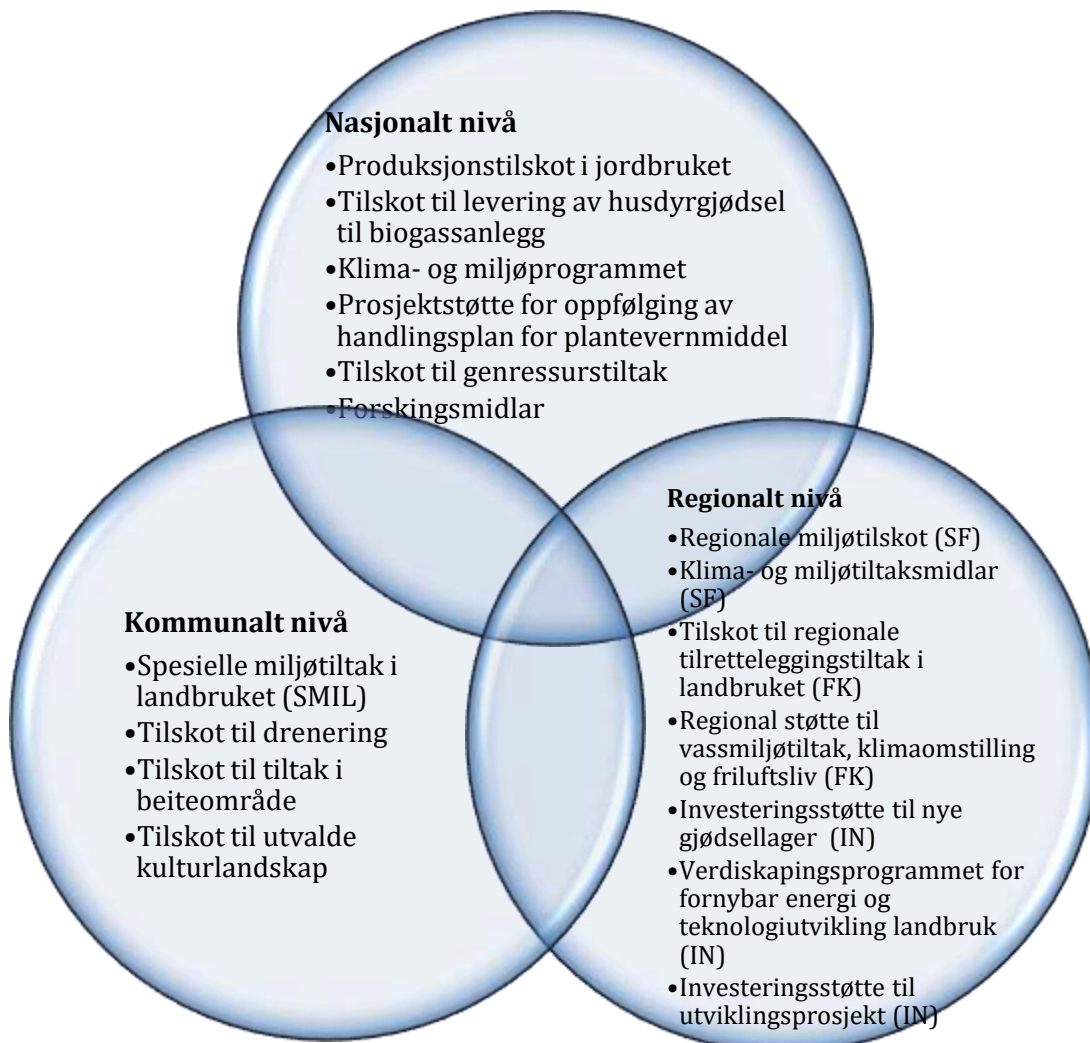 Nasjonalt nivå
•Produksjonstilskot i jordbruket
•Tilskot til levering av husdyrgjødsel
til biogassanlegg
•Klima- og miljøprogrammet
•Prosjektstøtte for oppfølging av
handlingsplan for plantevernmiddel
•Tilskot til genressurstiltak
•Forskingsmidlar
Kommunalt nivå
•Spesielle miljøtiltak i
landbruket (SMIL)
•Tilskot til drenering
•Tilskot til tiltak i
beiteområde
•Tilskot til utvalde
kulturlandskap
Regionalt nivå
•Regionale miljøtilskot (SF)
•Klima- og miljøtiltaksmidlar
(SF)
•Tilskot til regionale
tilretteleggingstiltak i
landbruket (FK)
•Regional støtte til
vassmiljøtiltak, klimaomstilling
og friluftsliv (FK)
•Investeringsstøtte til nye
gjødsellager (IN)
•Verdiskapingsprogrammet for
fornybar energi og
teknologiutvikling landbruk
(IN)
•Investeringsstøtte til
utviklingsprosjekt (IN)